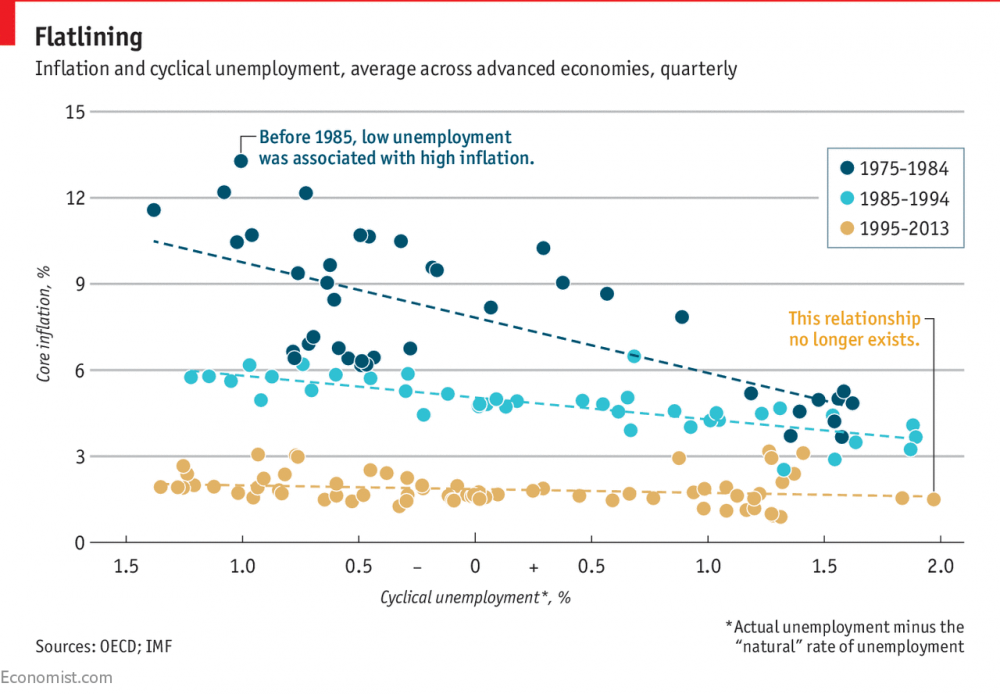 Flatlining
Inflation and cyclical unemployment, average across advanced economies, quarterly
15
Before 1985, low unemployment
was associated with high inflation.
1975–1984
1985–1994
1995–2013
12
9
Core inflation, %
This relationship
no longer exists.
6
3
0
1.5 1.0 0.5 – 0 + 0.5 1.0 1.5 2.0
Cyclical unemployment*, %
*Actual unemployment minus the
“natural” rate of unemployment
Sources: OECD; IMF
Economist.com